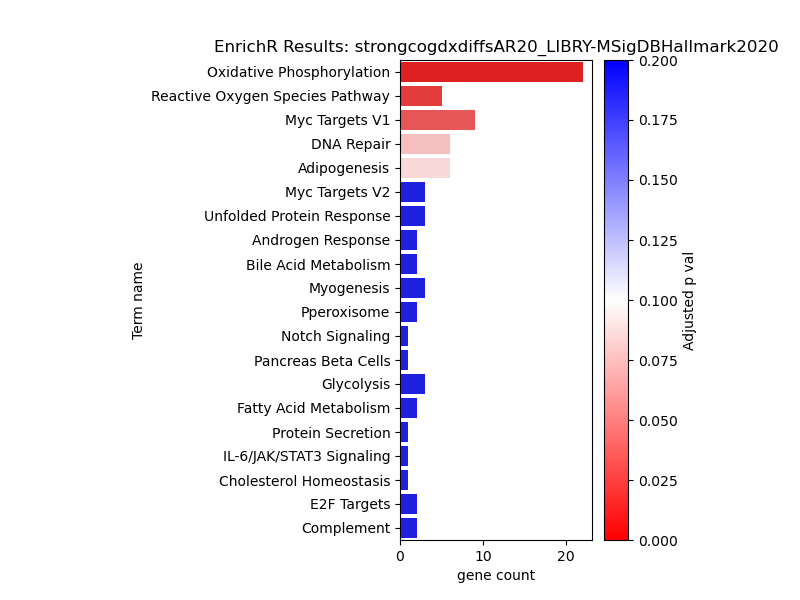 EnrichR Results: strongcogdxdiffsAR20_LIBRY-MSigDBHallmark2020
Oxidative Phosphorylation
Reactive Oxygen Species Pathway
Myc Targets V1
DNA Repair
Adipogenesis
Myc Targets V2
Unfolded Protein Response
Androgen Response
Bile Acid Metabolism
Myogenesis
Pperoxisome
Notch Signaling
Pancreas Beta Cells
Glycolysis
Fatty Acid Metabolism
Protein Secretion
IL-6/JAK/STAT3 Signaling
Cholesterol Homeostasis
E2F Targets
Complement
Term name
0 10 20
gene count
0.200
0.175
0.150
0.125
0.100
0.075
0.050
0.025
0.000
Adjusted p val